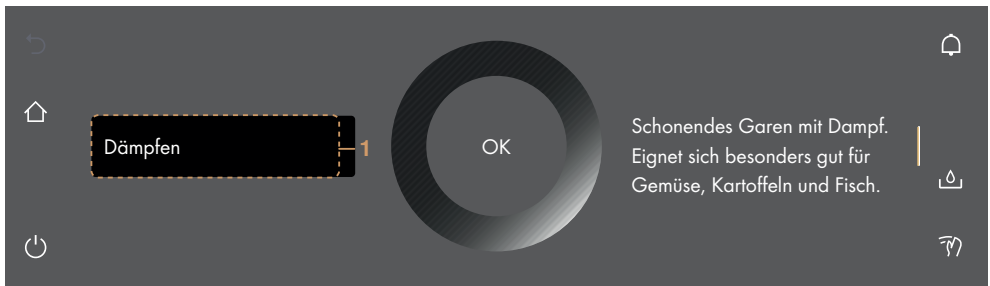 Dämpfen
1
OK
Schonendes Garen mit Dampf.
Eignet sich besonders gut für
Gemüse, Kartoffeln und Fisch.